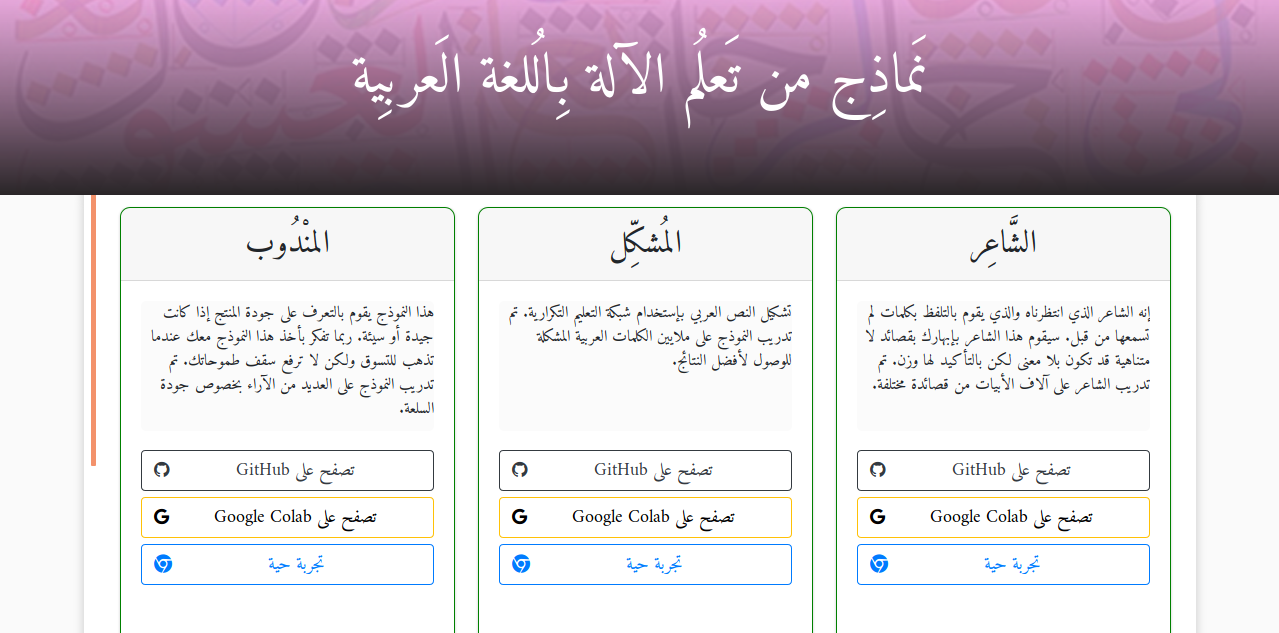 نَماذِج من تَعلُم الآلة بِاُللغة الَعربِية
الشَّاعِر
إنه الشاعر الذي انتظرناه والذي يقوم بالتلفظ بكلمات لم
تسمعها من قبل. سيقوم هذا الشاعر بإبهارك بقصائد لا
متناهية قد تكون بلا معنى لكن بالتأكيد لها وزن. تم
تدريب الشاعر على آلاف الأبيات من قصائدة مختلفة.
تصفح على GitHub
تصفح على Google Colab
تجربة حية
المُشكِّل
تشكيل النص العربي بإستخدام شبكة التعليم التكرارية. تم
تدريب النموذج على ملايين الكلمات العربية المشكلة
للوصول لأفضل النتائج.
تصفح على GitHub
تصفح على Google Colab
تجربة حية
المنْدُوب
هذا النموذج يقوم بالتعرف على جودة المنتج إذا كانت
جيدة أو سيئة. ربما تفكر بأخذ هذا النموذج معك عندما
تذهب للتسوق ولكن لا ترفع سقف طموحاتك. تم
تدريب النموذج على العديد من الآراء بخصوص جودة
السلعة.
تصفح على GitHub
تصفح على Google Colab
تجربة حية